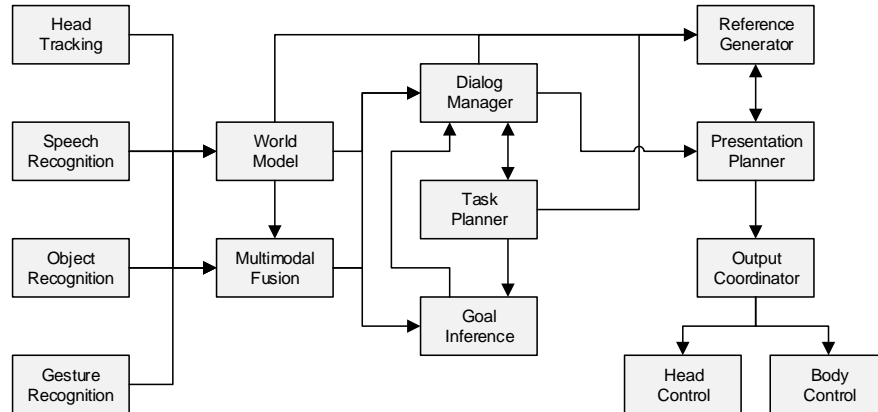 Head
Tracking
Reference
Generator
Dialog
Manager
Speech
Recognition
World
Model
Presentation
Planner
Task
Planner
Object
Recognition
Multimodal
Fusion
Output
Coordinator
Goal
Inference
Gesture
Recognition
Head
Control
Body
Control